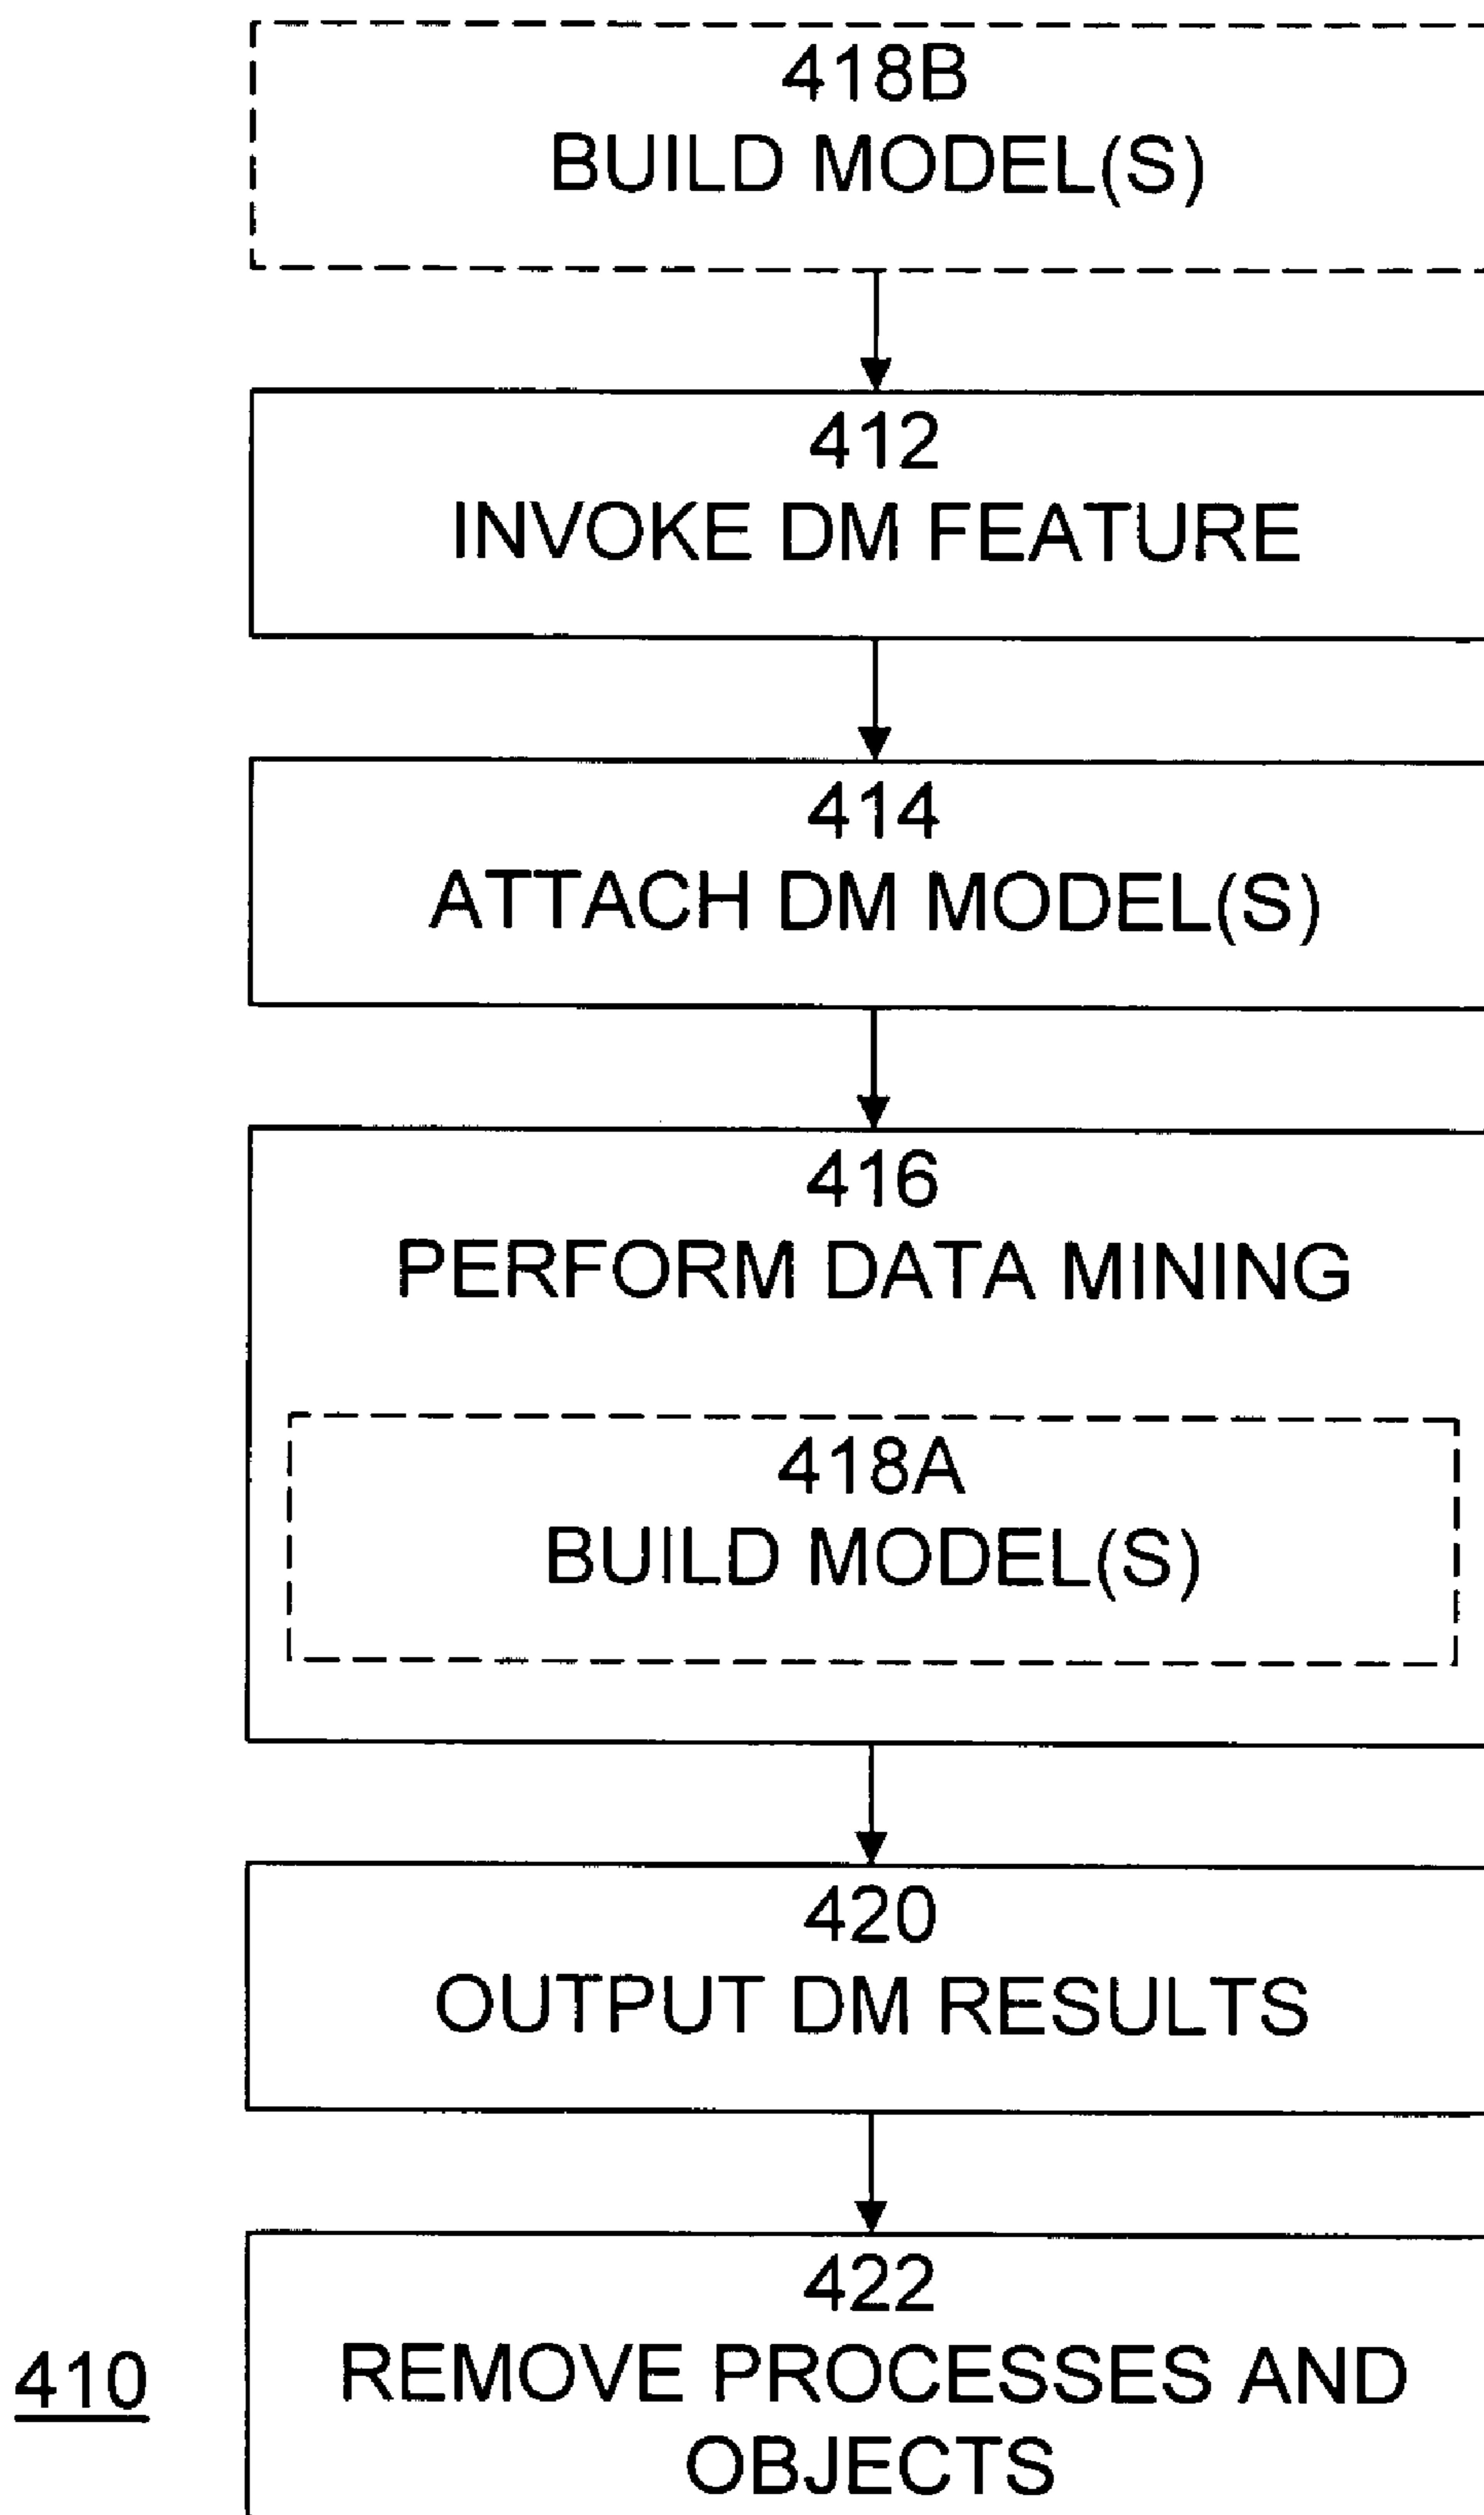 418B
BUILD MODEL(S)
412
INVOKE DM FEATURE
414
ATTACH DM MODEL(S)
416
PERFORM DATA MINING
418A
BUILD MODEL(S)
420
OUTPUT DM RESULTS
422
REMOVE PROCESSES AND
OBJECTS
410